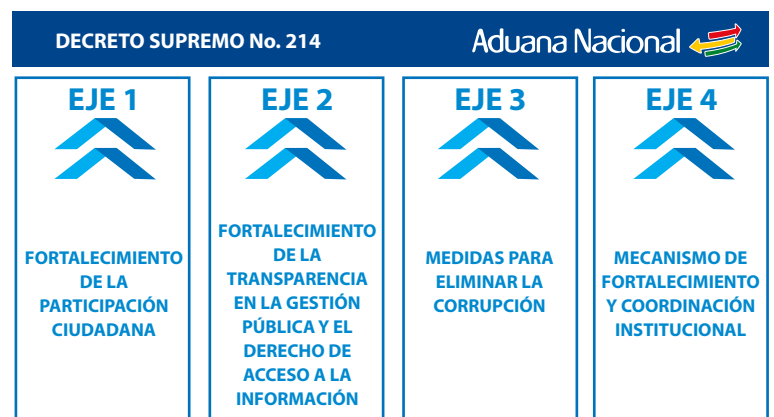 DECRETO SUPREMO No. 214
Aduana Nacional
EJE 1
FORTALECIMIENTO
DE LA
PARTICIPACIÓN
CIUDADANA
EJE 2
FORTALECIMIENTO
DE LA
TRANSPARENCIA
EN LA GESTIÓN
PÚBLICA Y EL
DERECHO DE
ACCESO A LA
INFORMACIÓN
EJE 3
MEDIDAS PARA
ELIMINAR LA
CORRUPCIÓN
EJE 4
MECANISMO DE
FORTALECIMIENTO
Y COORDINACIÓN
INSTITUCIONAL